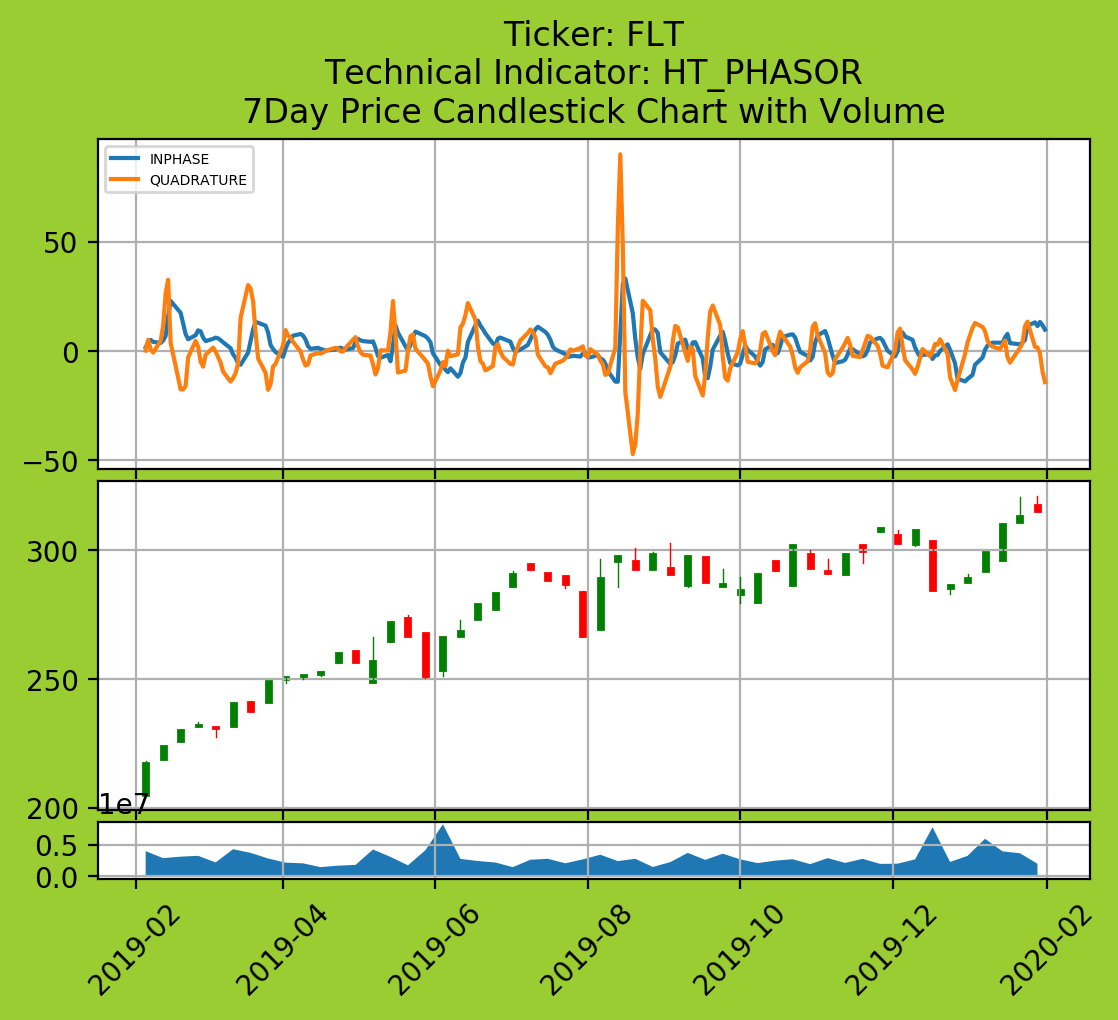 Ticker: FLT
Technical Indicator: HT_PHASOR
7Day Price Candlestick Chart with Volume
INPHASE
QUADRATURE
50
0
−50
300
250
200
1e7
0.5
0.0
2019-02
2019-04
2019-06
2019-08
2019-10
2019-12
2020-02